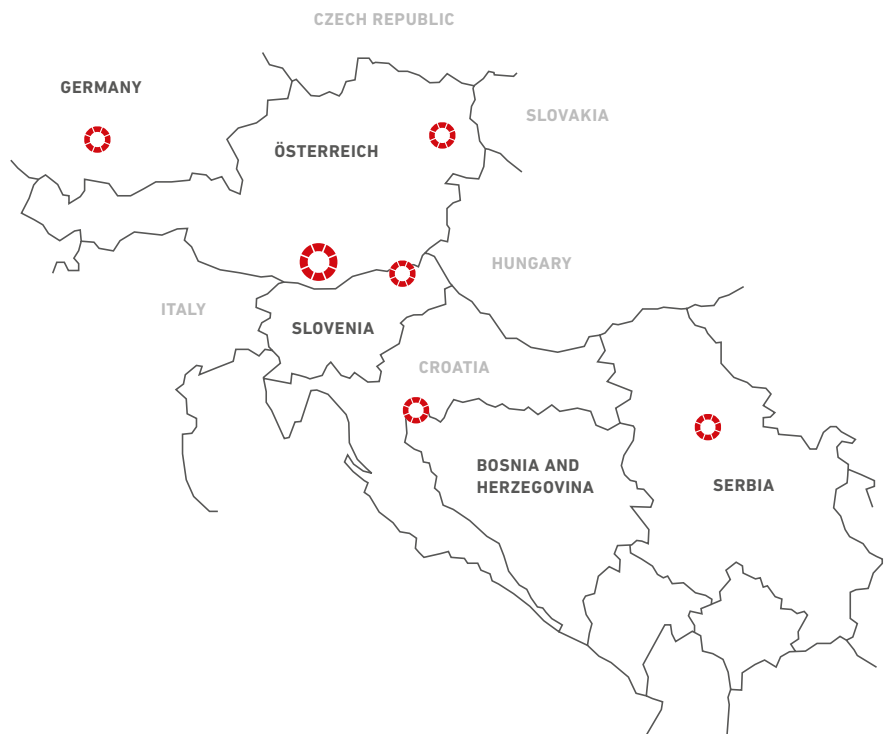 CZECH REPUBLIC
GERMANY
SLOVAKIA
ÖSTERREICH
HUNGARY
ITALY
SLOVENIA
CROATIA
BOSNIA AND
HERZEGOVINA
SERBIA